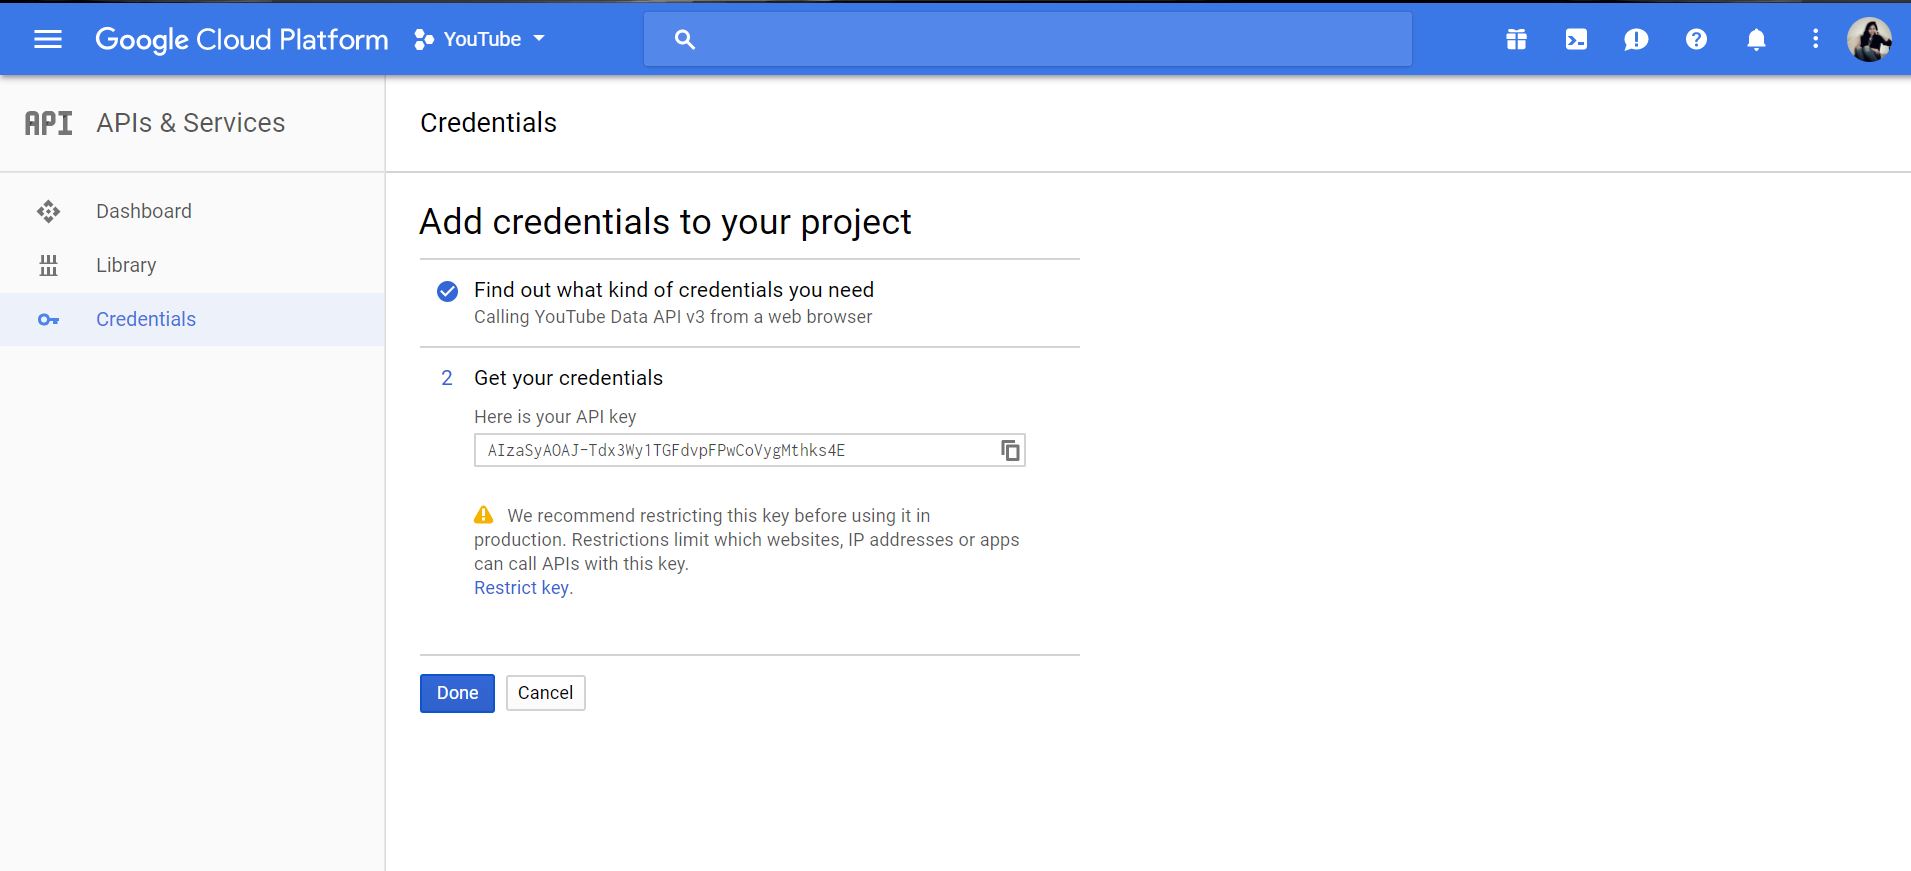 Google Cloud Platform
YouTube
API APIs & Services
Credentials
Dashboard
Library
Credentials
Add credentials to your project
Find out what kind of credentials you need
Calling YouTube Data API v3 from a web browser
2 Get your credentials
Here is your API key
AIzaSyAOAJ-Tdx3Wy1TGFdvpFPwCoVygMthks4E
We recommend restricting this key before using it in
production. Restrictions limit which websites, IP addresses or apps
can call APIs with this key.
Restrict key.
Done
Cancel